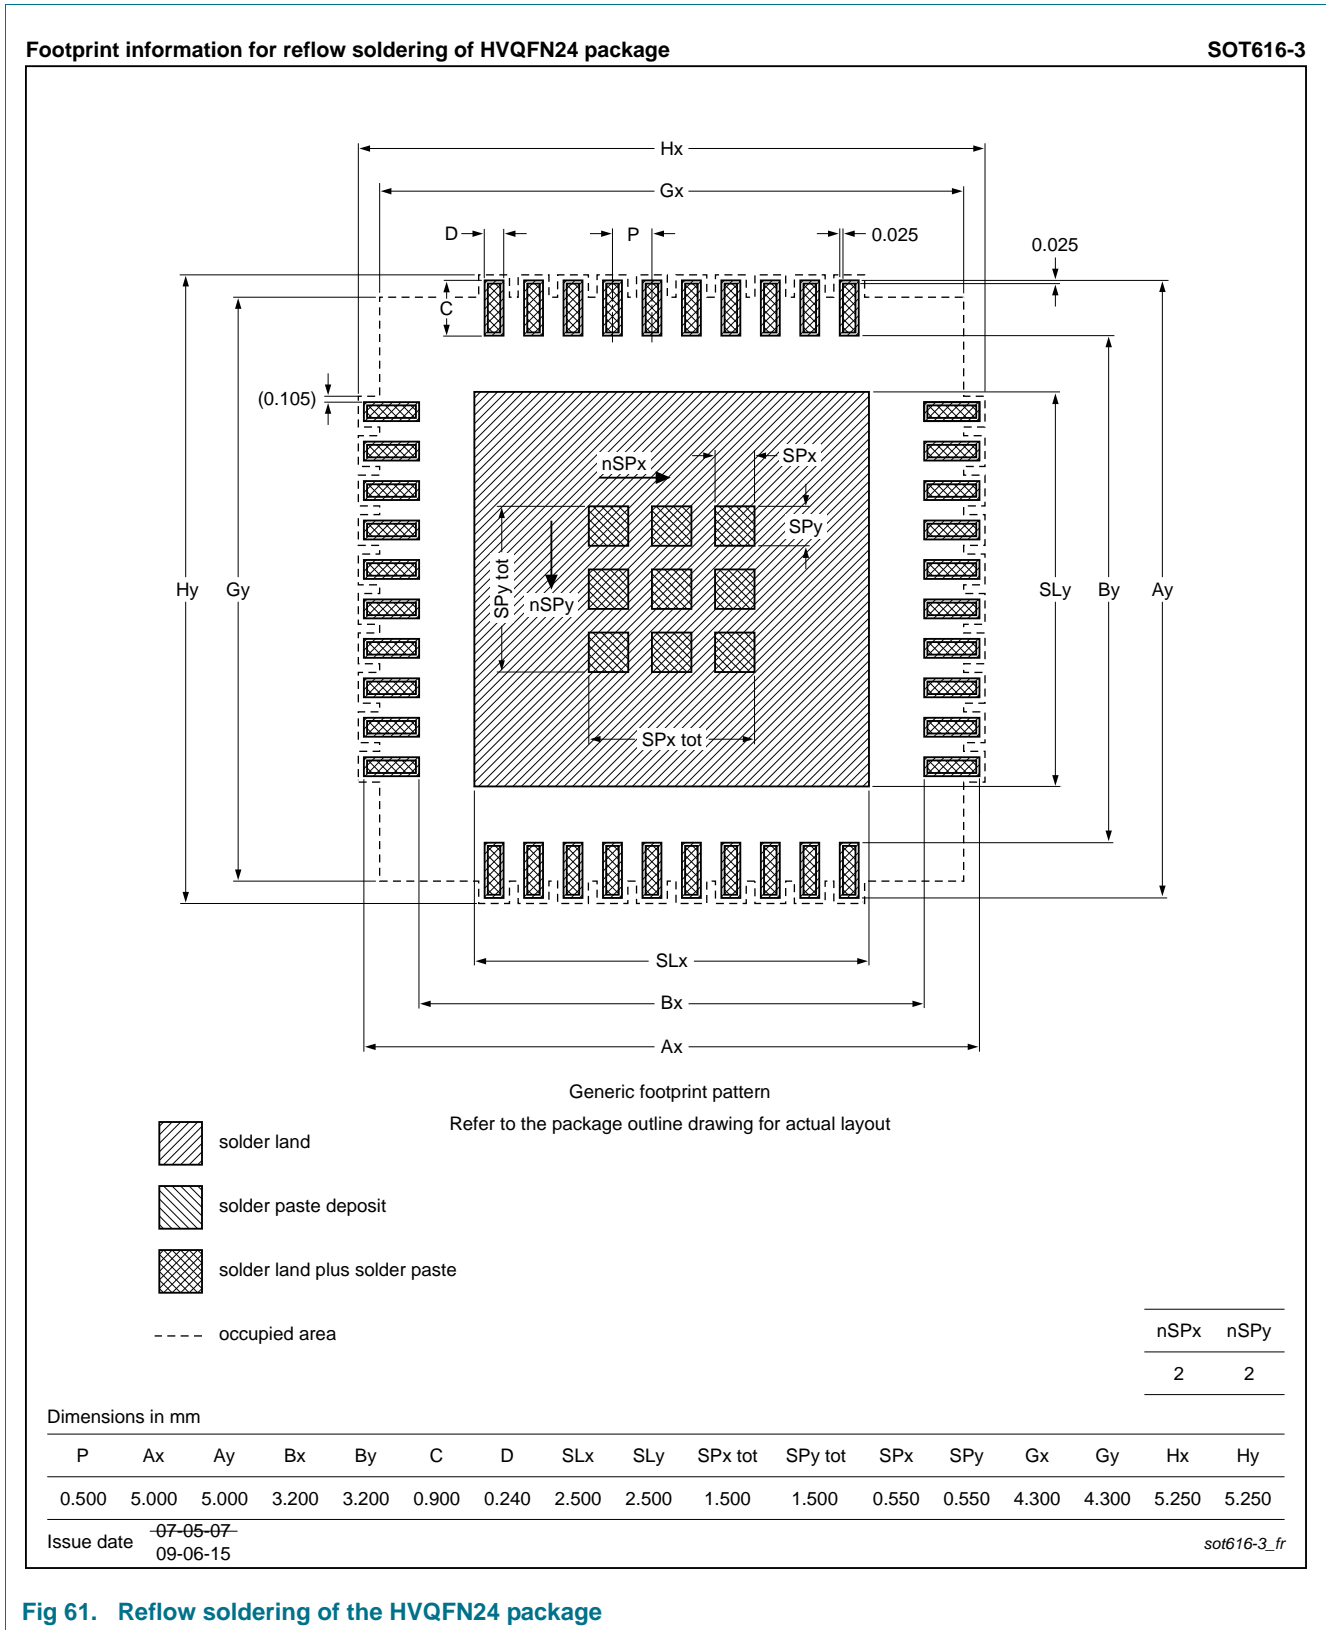 Footprint information for reflow soldering of HVQFN24 package SOT616-3
Hx
Gx
D P 0.025
0.025
C
(0.105)
nSPx SPx
SPy
SPy tot
nSPy
Hy Gy SLy By Ay
SPx tot
SLx
Bx
Ax
Generic footprint pattern
Refer to the package outline drawing for actual layout
solder land
solder paste deposit
solder land plus solder paste
occupied area
nSPx nSPy
2 2
Dimensions in mm
P Ax Ay Bx By C D SLx SLy SPx tot SPy tot SPx SPy Gx Gy Hx Hy
0.500 5.000 5.000 3.200 3.200 0.900 0.240 2.500 2.500 1.500 1.500 0.550 0.550 4.300 4.300 5.250 5.250
Issue date 07-05-07
09-06-15
sot616-3_fr
Fig 61. Reflow soldering of the HVQFN24 package